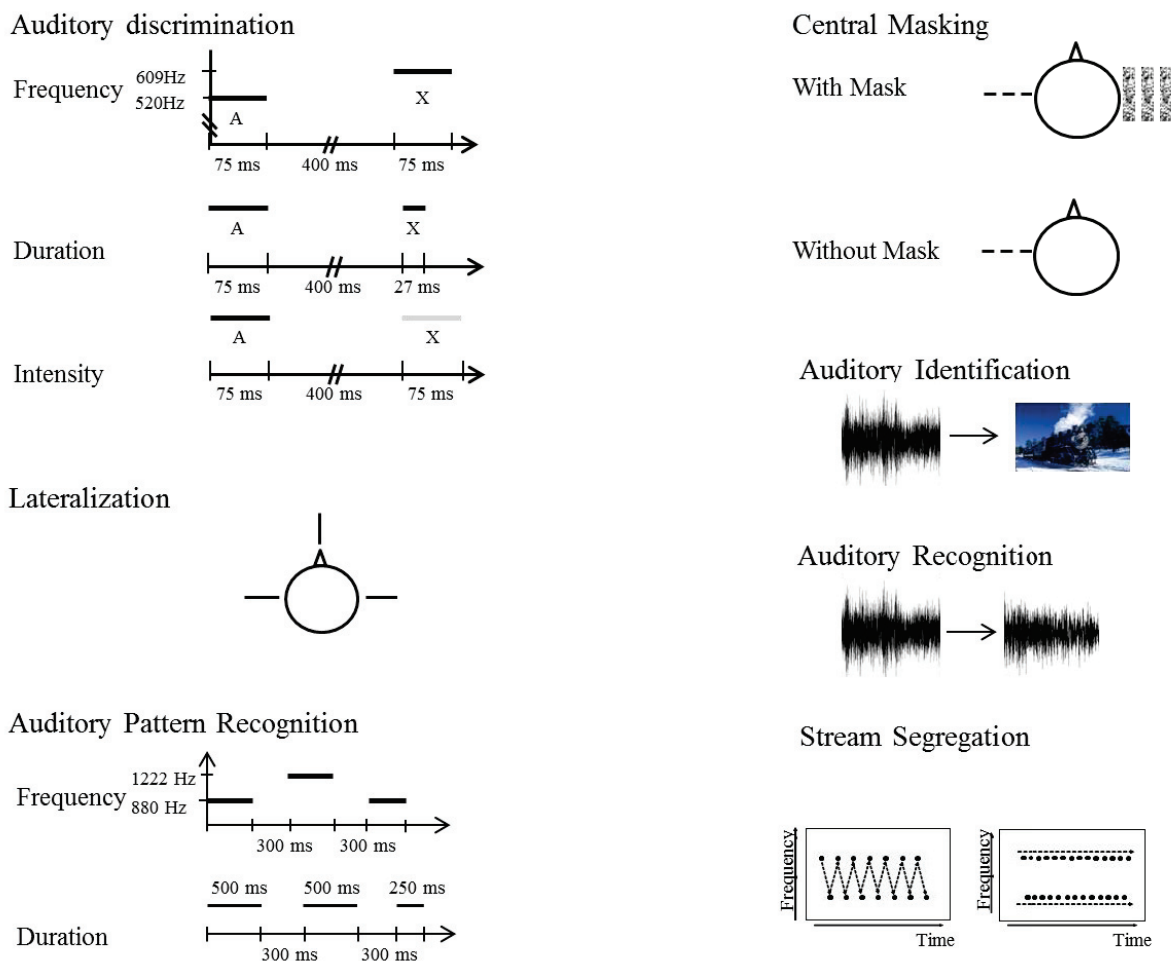 Auditory discrimination
Frequency
609Hz
520Hz
A
X
75 ms
400 ms
75 ms
Duration
A
X
75 ms
400 ms
27 ms
Intensity
A
X
75 ms
400 ms
75 ms
Lateralization
Auditory Pattern Recognition
Frequency
1222 Hz
880 Hz
300 ms
300 ms
500 ms
500 ms
250 ms
Duration
300 ms
300 ms
Central Masking
With Mask
Without Mask
Auditory Identification
Auditory Recognition
Stream Segregation
Frequency
Time
Frequency
Time